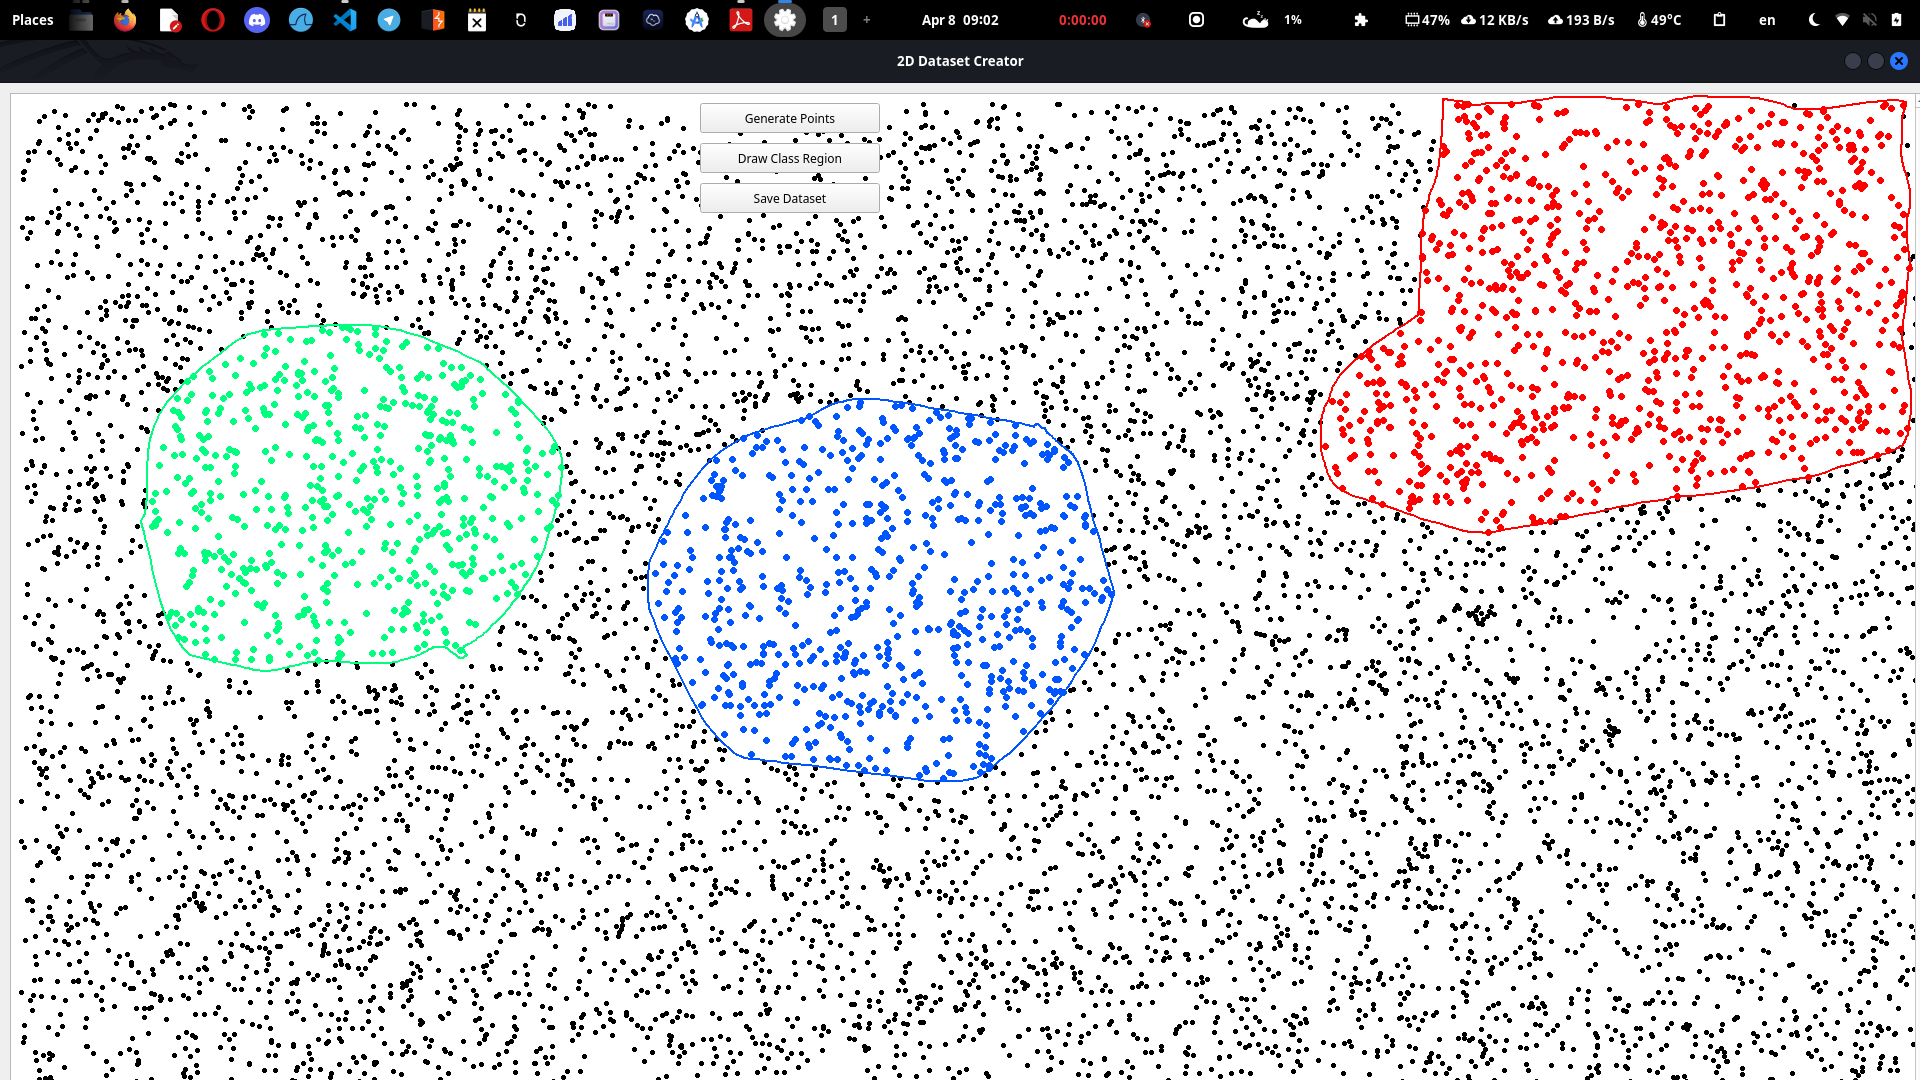 Places
1
+
Apr 8 09:02
0:00:00
1%
47%
12 KB/s
193 B/s
49°C
en
2D Dataset Creator
Generate Points
Draw Class Region
Save Dataset